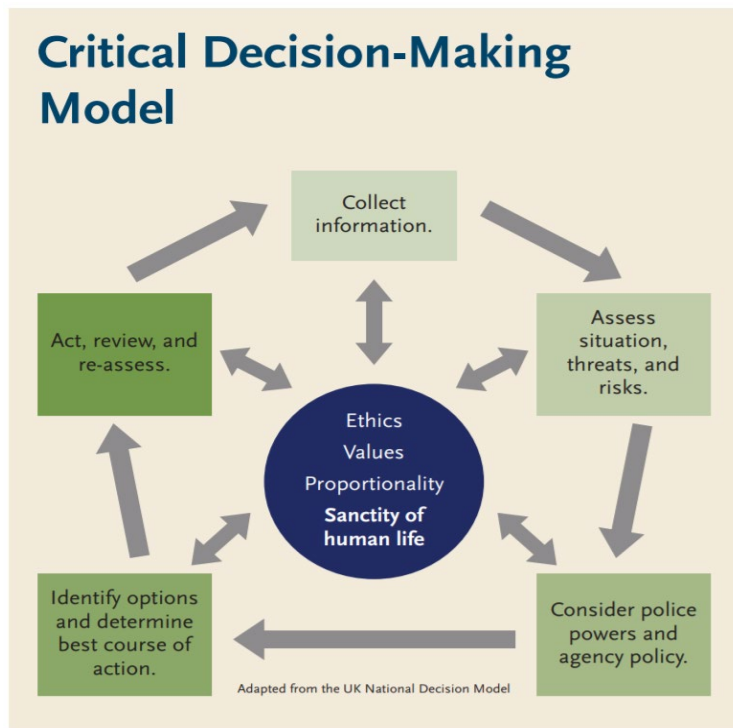 Critical Decision-Making
Model
Collect
information.
Assess
situation,
threats, and
risks.
Consider police
powers and
agency policy.
Identify options
and determine
best course of
action.
Act, review, and
re-assess.
Ethics
Values
Proportionality
Sanctity of
human life
Adapted from the UK National Decision Model